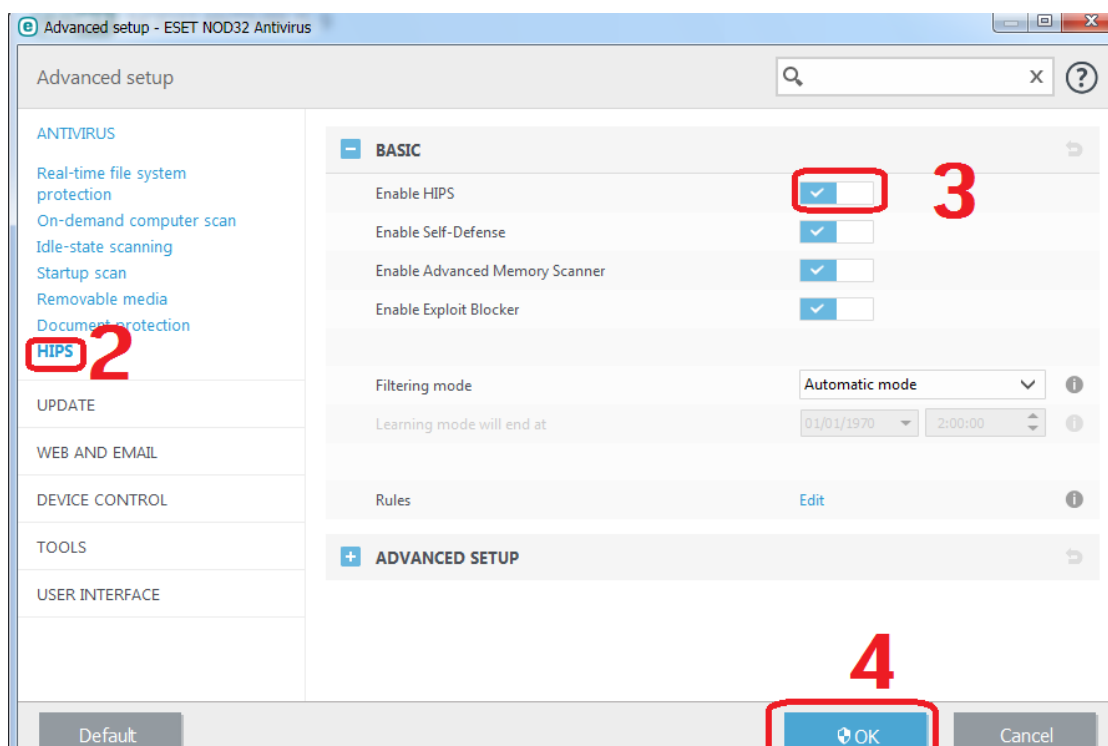 Advanced setup - ESET NOD32 Antivirus
Advanced setup
ANTIVIRUS
Real-time file system
protection
On-demand computer scan
Idle-state scanning
Startup scan
Removable media
Document protection
HIPS
2
UPDATE
WEB AND EMAIL
DEVICE CONTROL
TOOLS
USER INTERFACE
BASIC
Enable HIPS
3
Enable Self-Defense
Enable Advanced Memory Scanner
Enable Exploit Blocker
Filtering mode Automatic mode
Learning mode will end at 01/01/1970 2:00:00
Rules Edit
ADVANCED SETUP
4
Default OK Cancel